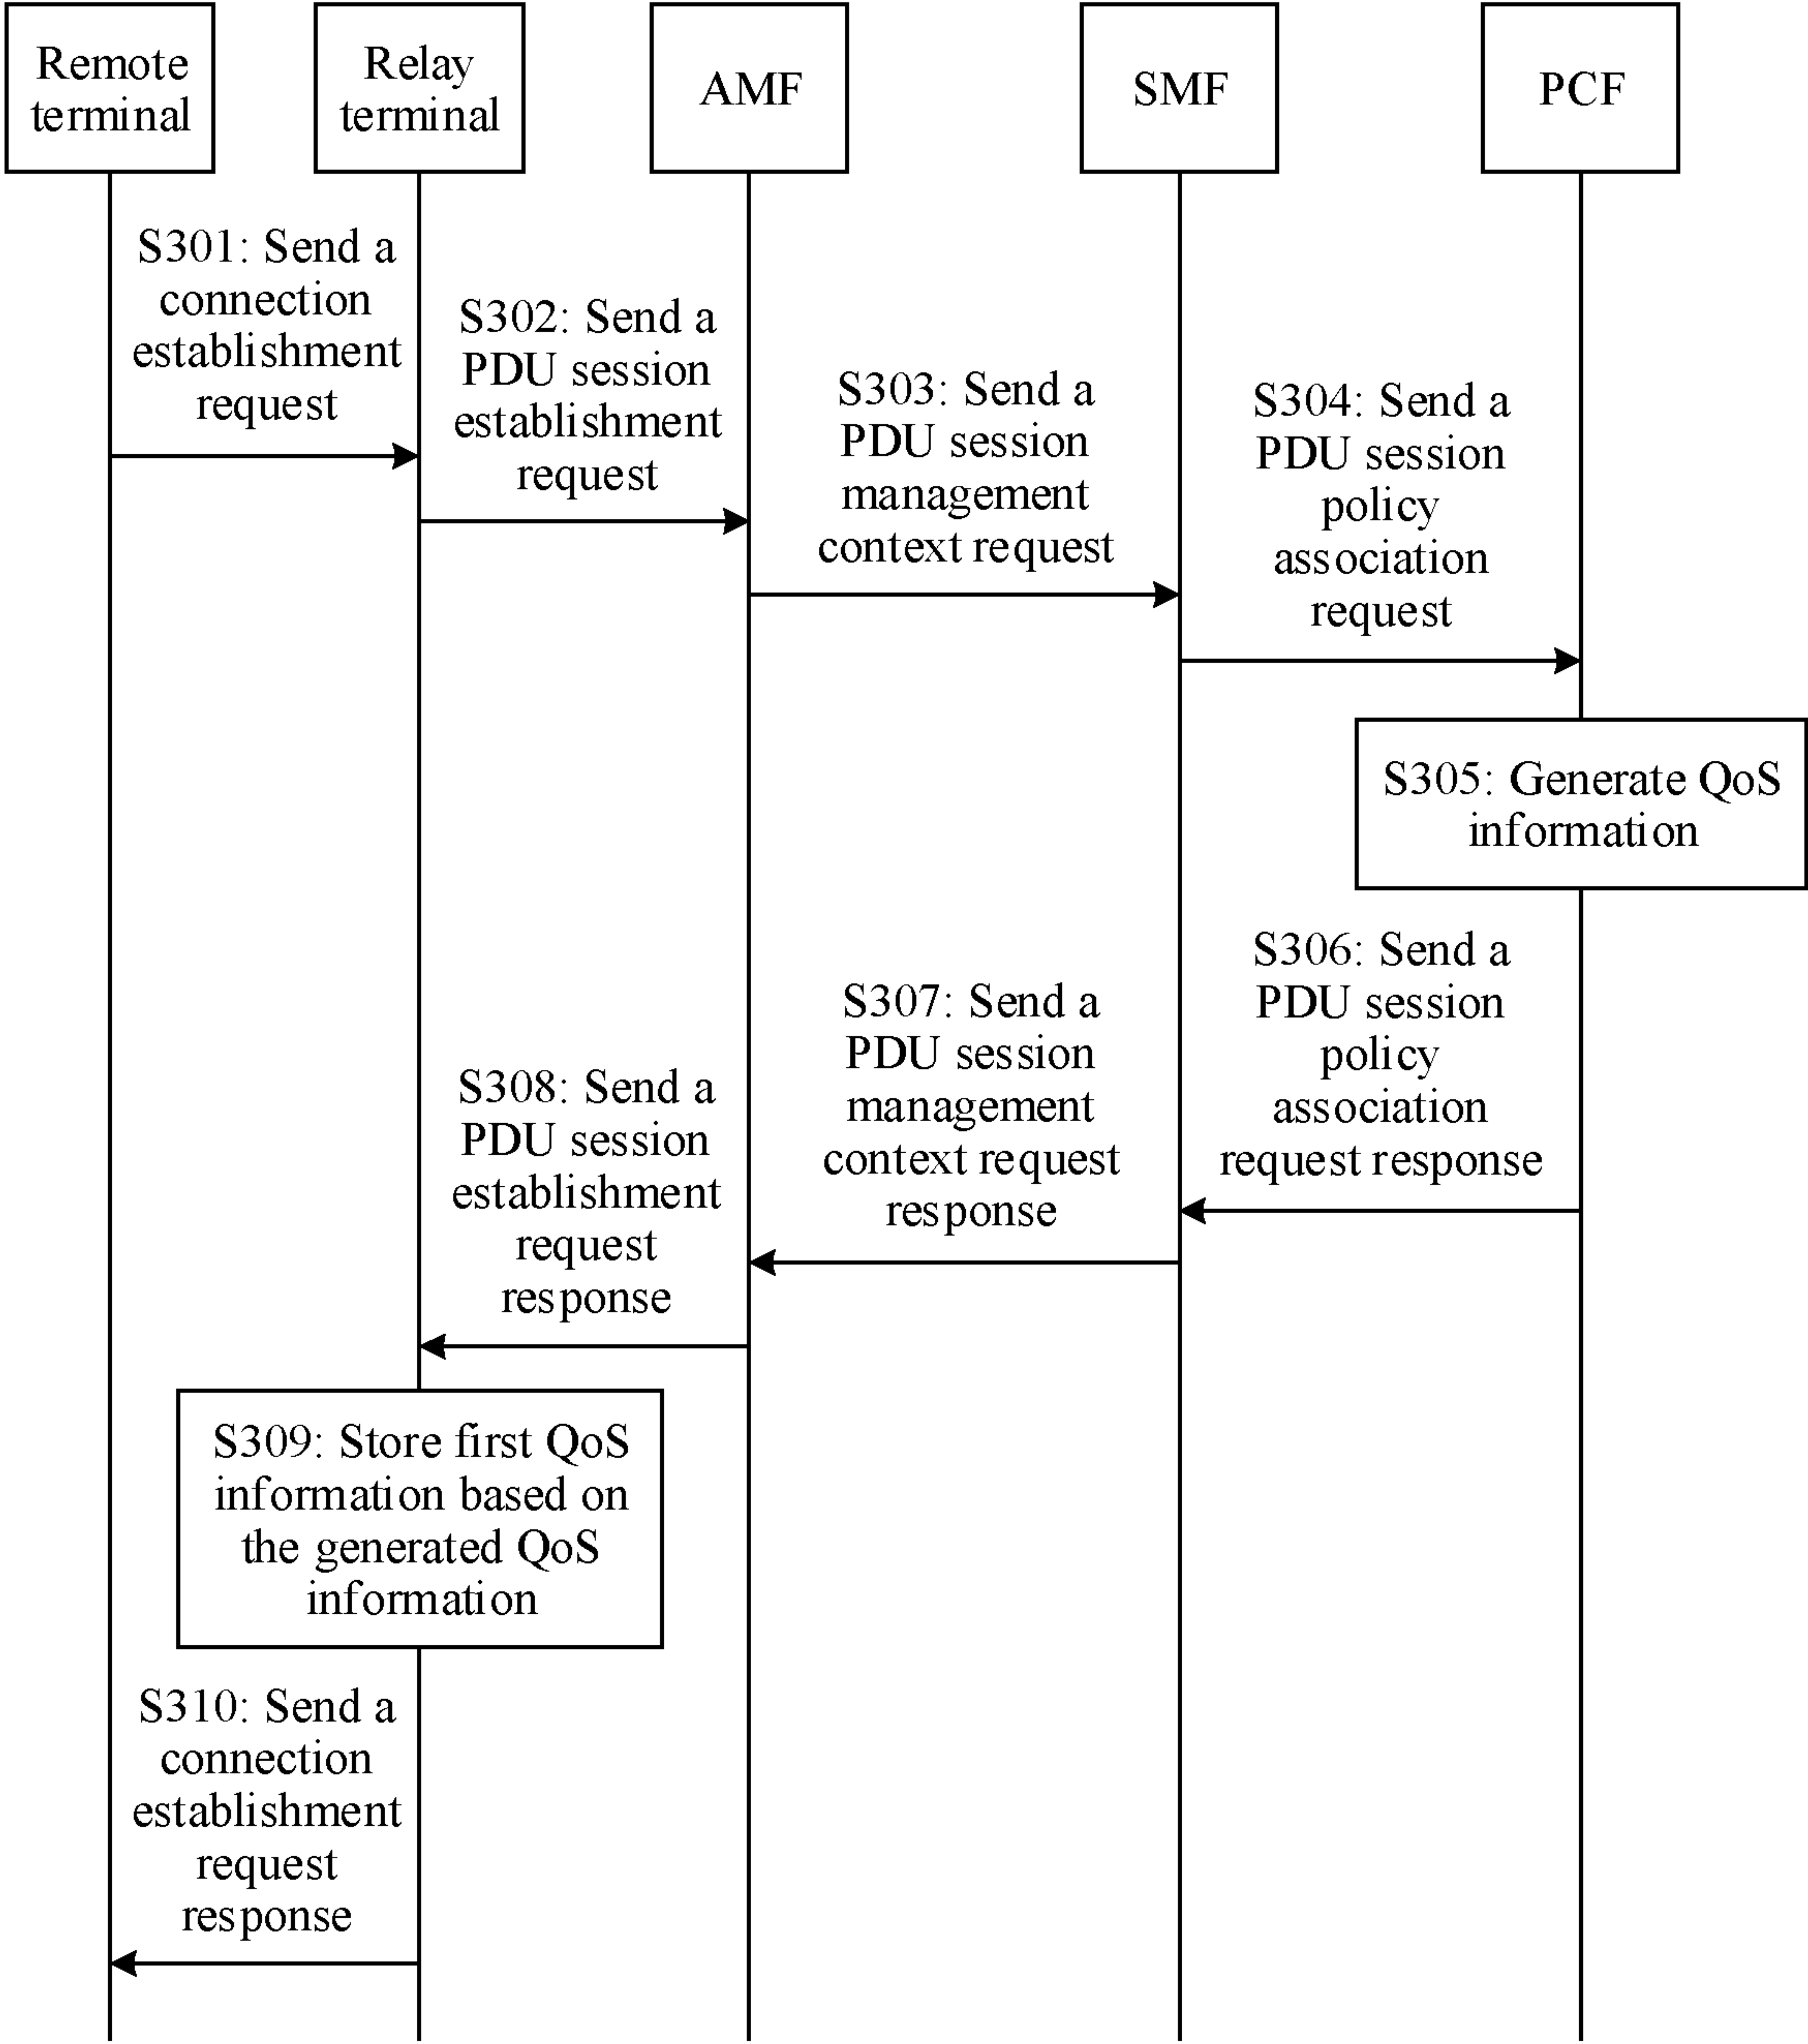 Remote
terminal
Relay
terminal
AMF
SMF
PCF
S301: Send a
connection
establishment
request
S302: Send a
PDU session
establishment
request
S303: Send a
PDU session
management
context request
S304: Send a
PDU session
policy
association
request
S305: Generate QoS
information
S306: Send a
PDU session
policy
association
request response
S307: Send a
PDU session
management
context request
response
S308: Send a
PDU session
establishment
request
response
S309: Store first QoS
information based on
the generated QoS
information
S310: Send a
connection
establishment
request
response